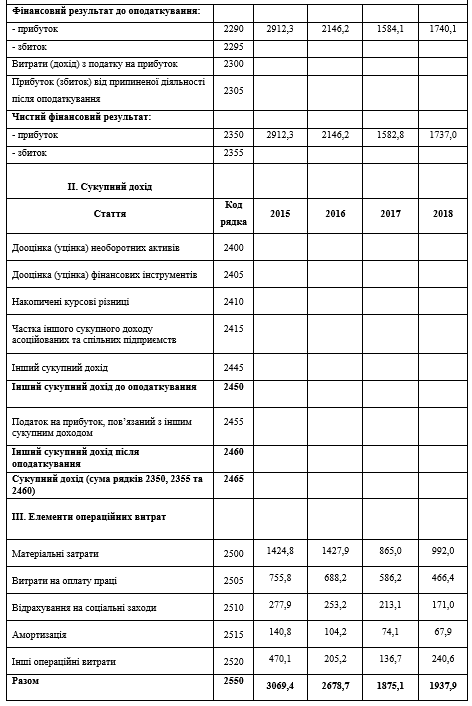 Фінансовий результат до оподаткування:
- прибуток 2290 2912,3 2146,2 1584,1 1740,1
- збиток 2295
Витрати (дохід) з податку на прибуток 2300
Прибуток (збиток) від припиненої діяльності
після оподаткування 2305
Чистий фінансовий результат:
- прибуток 2350 2912,3 2146,2 1582,8 1737,0
- збиток 2355
II. Сукупний дохід
Стаття Код рядка 2015 2016 2017 2018
Дооцінка (уцінка) необоротних активів 2400
Дооцінка (уцінка) фінансових інструментів 2405
Накопичені курсові різниці 2410
Частка іншого сукупного доходу 2415
асоційованих та спільних підприємств
Інший сукупний дохід 2445
Інший сукупний дохід до оподаткування 2450
Податок на прибуток, пов’язаний з іншим 2455
сукупним доходом
Інший сукупний дохід після 2460
оподаткування
Сукупний дохід (сума рядків 2350, 2355 та 2465
2460)
III. Елементи операційних витрат
Матеріальні затрати 2500 1424,8 1427,9 865,0 992,0
Витрати на оплату праці 2505 755,8 688,2 586,2 466,4
Відрахування на соціальні заходи 2510 277,9 253,2 213,1 171,0
Амортизація 2515 140,8 104,2 74,1 67,9
Інші операційні витрати 2520 470,1 205,2 136,7 240,6
Разом 2550 3069,4 2678,7 1875,1 1937,9